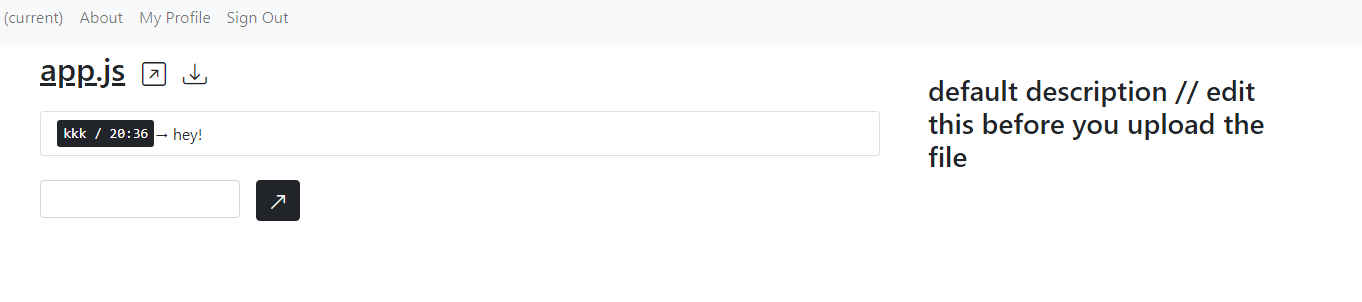 (current) About My Profile Sign Out
app.js
kkk / 20:36 → hey!
default description // edit
this before you upload the
file